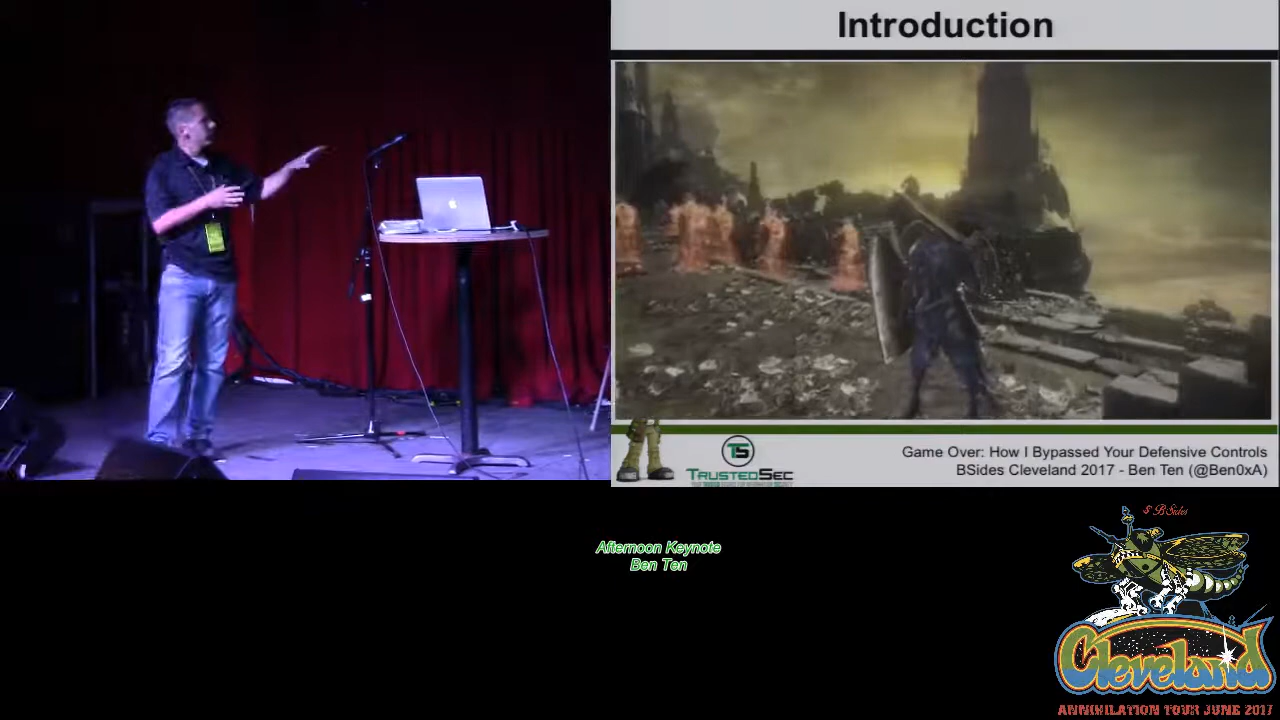 Introduction
TS
TRUSTEDSEC
Game Over: How I Bypassed Your Defensive Controls
BSides Cleveland 2017 - Ben Ten (@Ben0xA)
Afternoon Keynote
Ben Ten
BSides
Cleveland
ANNIHILATION TOUR JUNE 2017